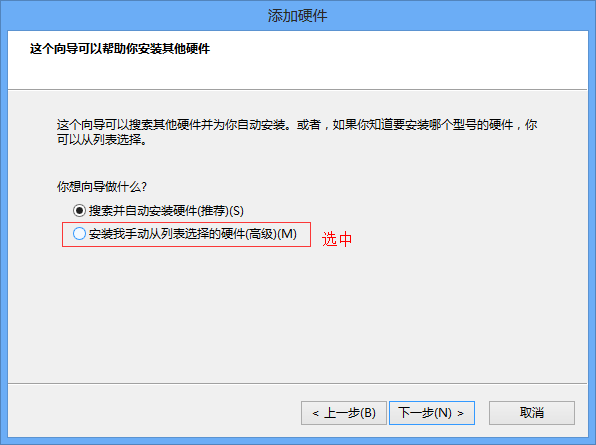 添加硬件
这个向导可以帮助你安装其他硬件
这个向导可以搜索其他硬件并为你自动安装。或者，如果你知道要安装哪个型号的硬件，你
可以从列表选择。
你想向导做什么?
搜索并自动安装硬件(推荐)(S)
安装我手动从列表选择的硬件(高级)(M)
选中
< 上一步(B)
下一步(N) >
取消